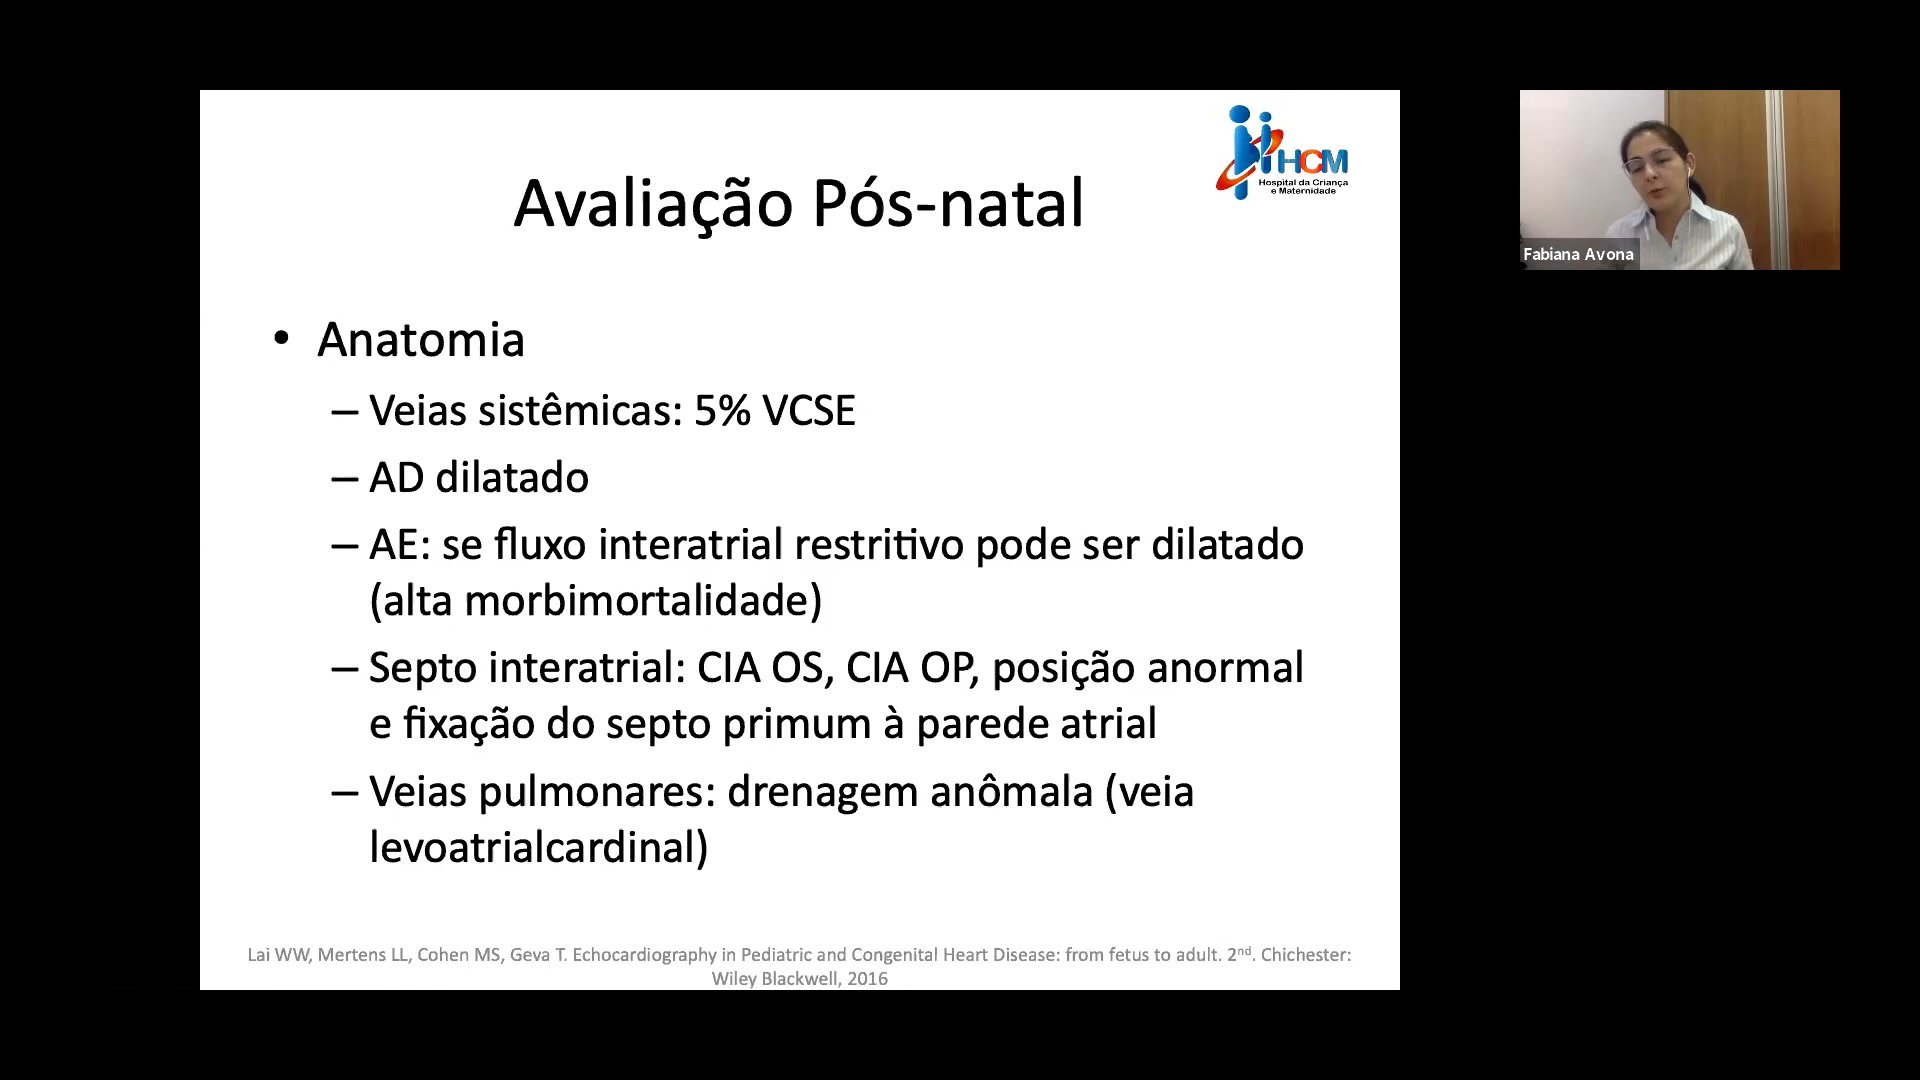 HCM
Hospital da Criança
e Maternidade
Avaliação Pós-natal
Fabiana Avona
• Anatomia
– Veias sistêmicas: 5% VCSE
– AD dilatado
– AE: se fluxo interatrial restritivo pode ser dilatado
(alta morbimortalidade)
– Septo interatrial: CIA OS, CIA OP, posição anormal
e fixação do septo primum à parede atrial
– Veias pulmonares: drenagem anômala (veia
levoatrialcardinal)
Lai WW, Mertens LL, Cohen MS, Geva T. Echocardiography in Pediatric and Congenital Heart Disease: from fetus to adult. 2nd. Chichester:
Wiley Blackwell, 2016